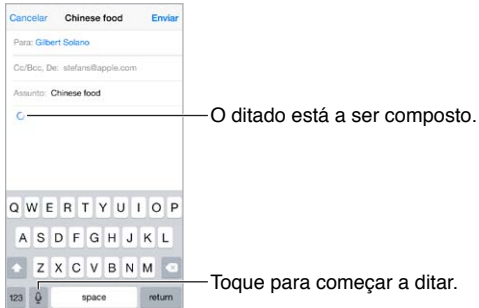 Cancelar Chinese food Enviar
Para: Gilbert Solano
Cc/Bcc, De: stefans@apple.com
Assunto: Chinese food
O ditado está a ser composto.
Q W E R T Y U I O P
A S D F G H J K L
Z X C V B N M
Toque para começar a ditar.
123 space return